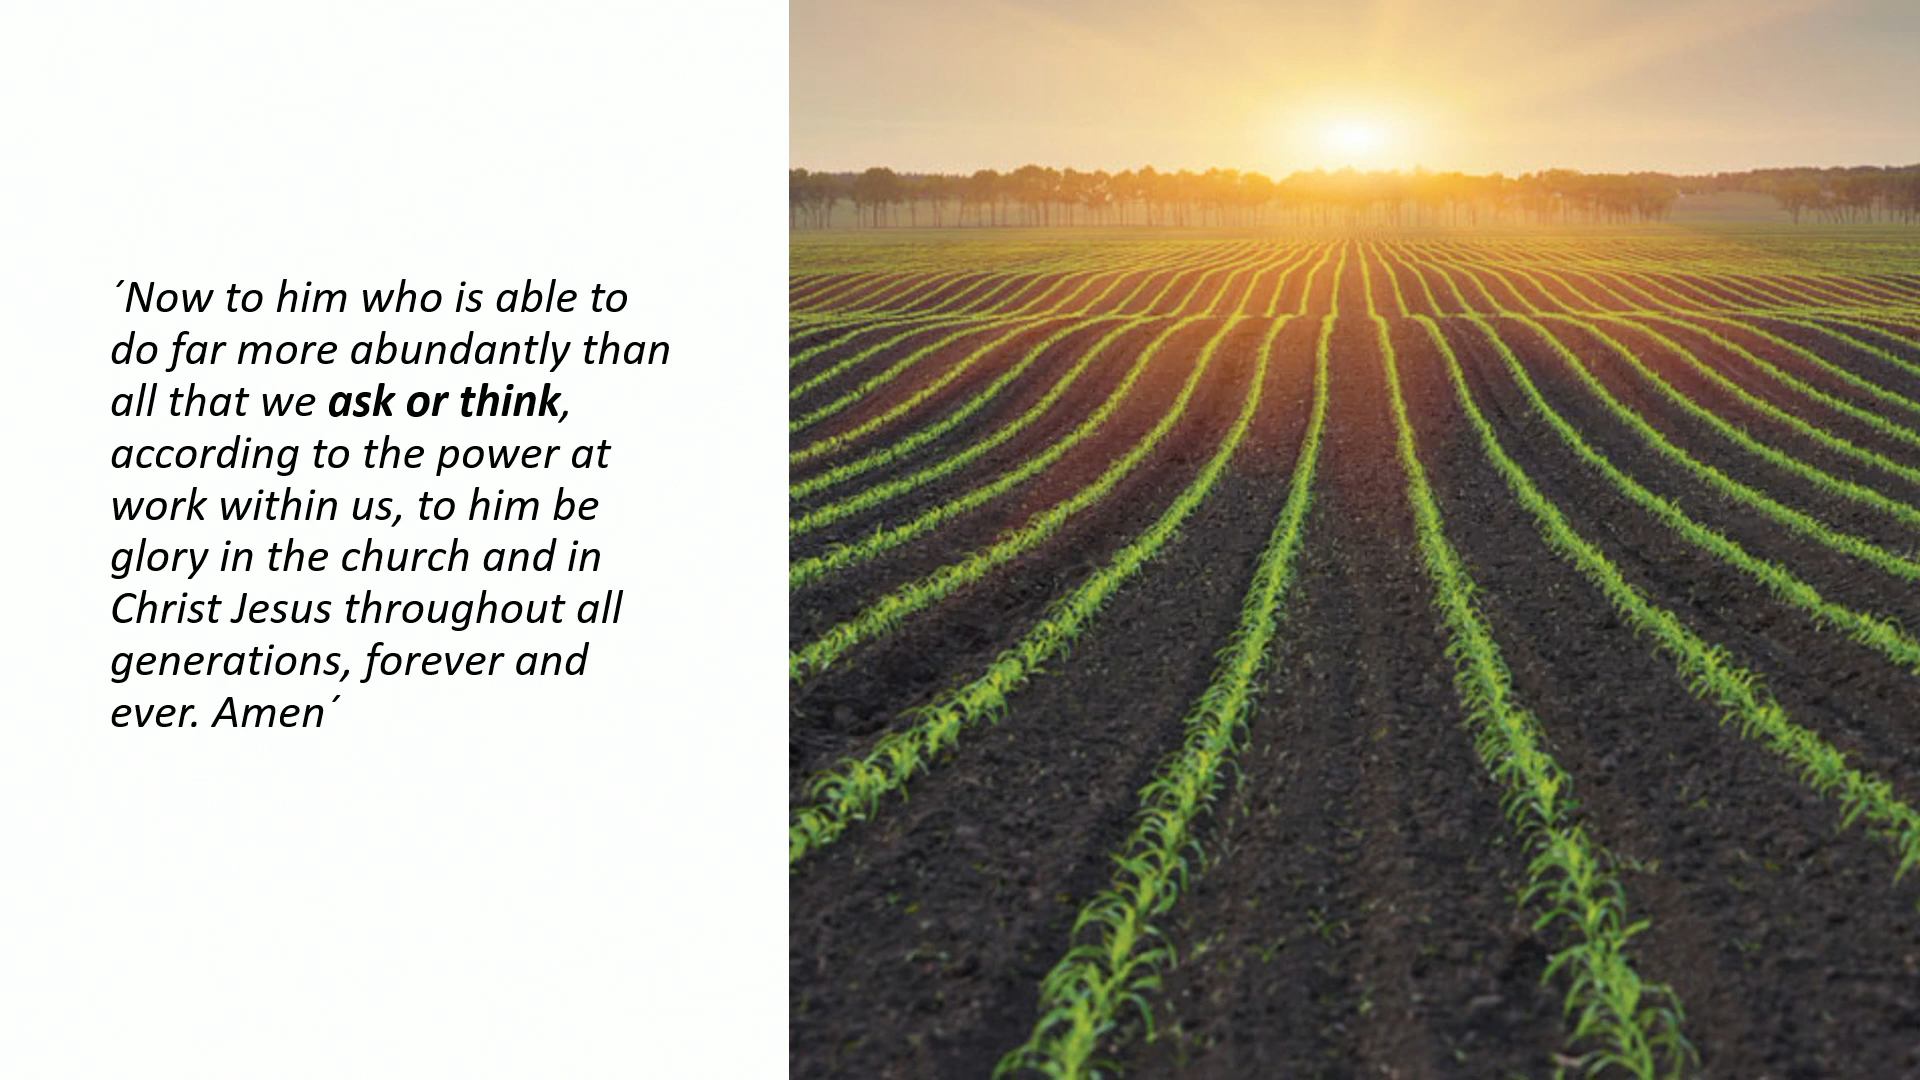 ´Now to him who is able to
do far more abundantly than
all that we ask or think,
according to the power at
work within us, to him be
glory in the church and in
Christ Jesus throughout all
generations, forever and
ever. Amen´